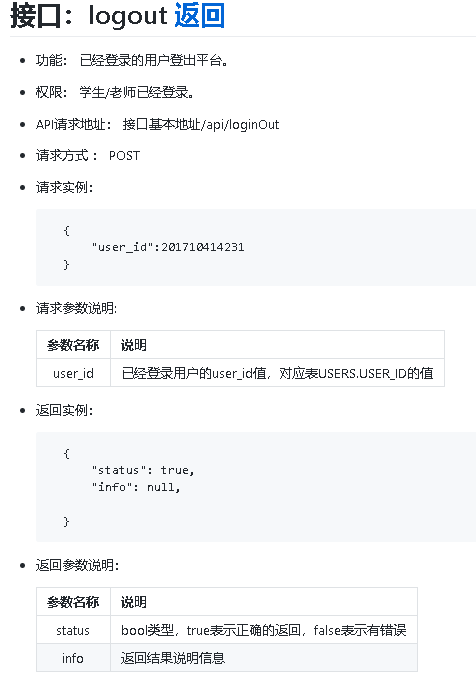 接口：logout 返回
功能： 已经登录的用户登出平台。
权限： 学生/老师已经登录。
API请求地址： 接口基本地址/api/loginOut
请求方式 ： POST
请求实例：
{
"user_id":201710414231
}
请求参数说明:
参数名称 说明
user_id 已经登录用户的user_id值，对应表USERS.USER_ID的值
返回实例：
{
"status": true,
"info": null,
}
返回参数说明：
参数名称 说明
status bool类型，true表示正确的返回，false表示有错误
info 返回结果说明信息